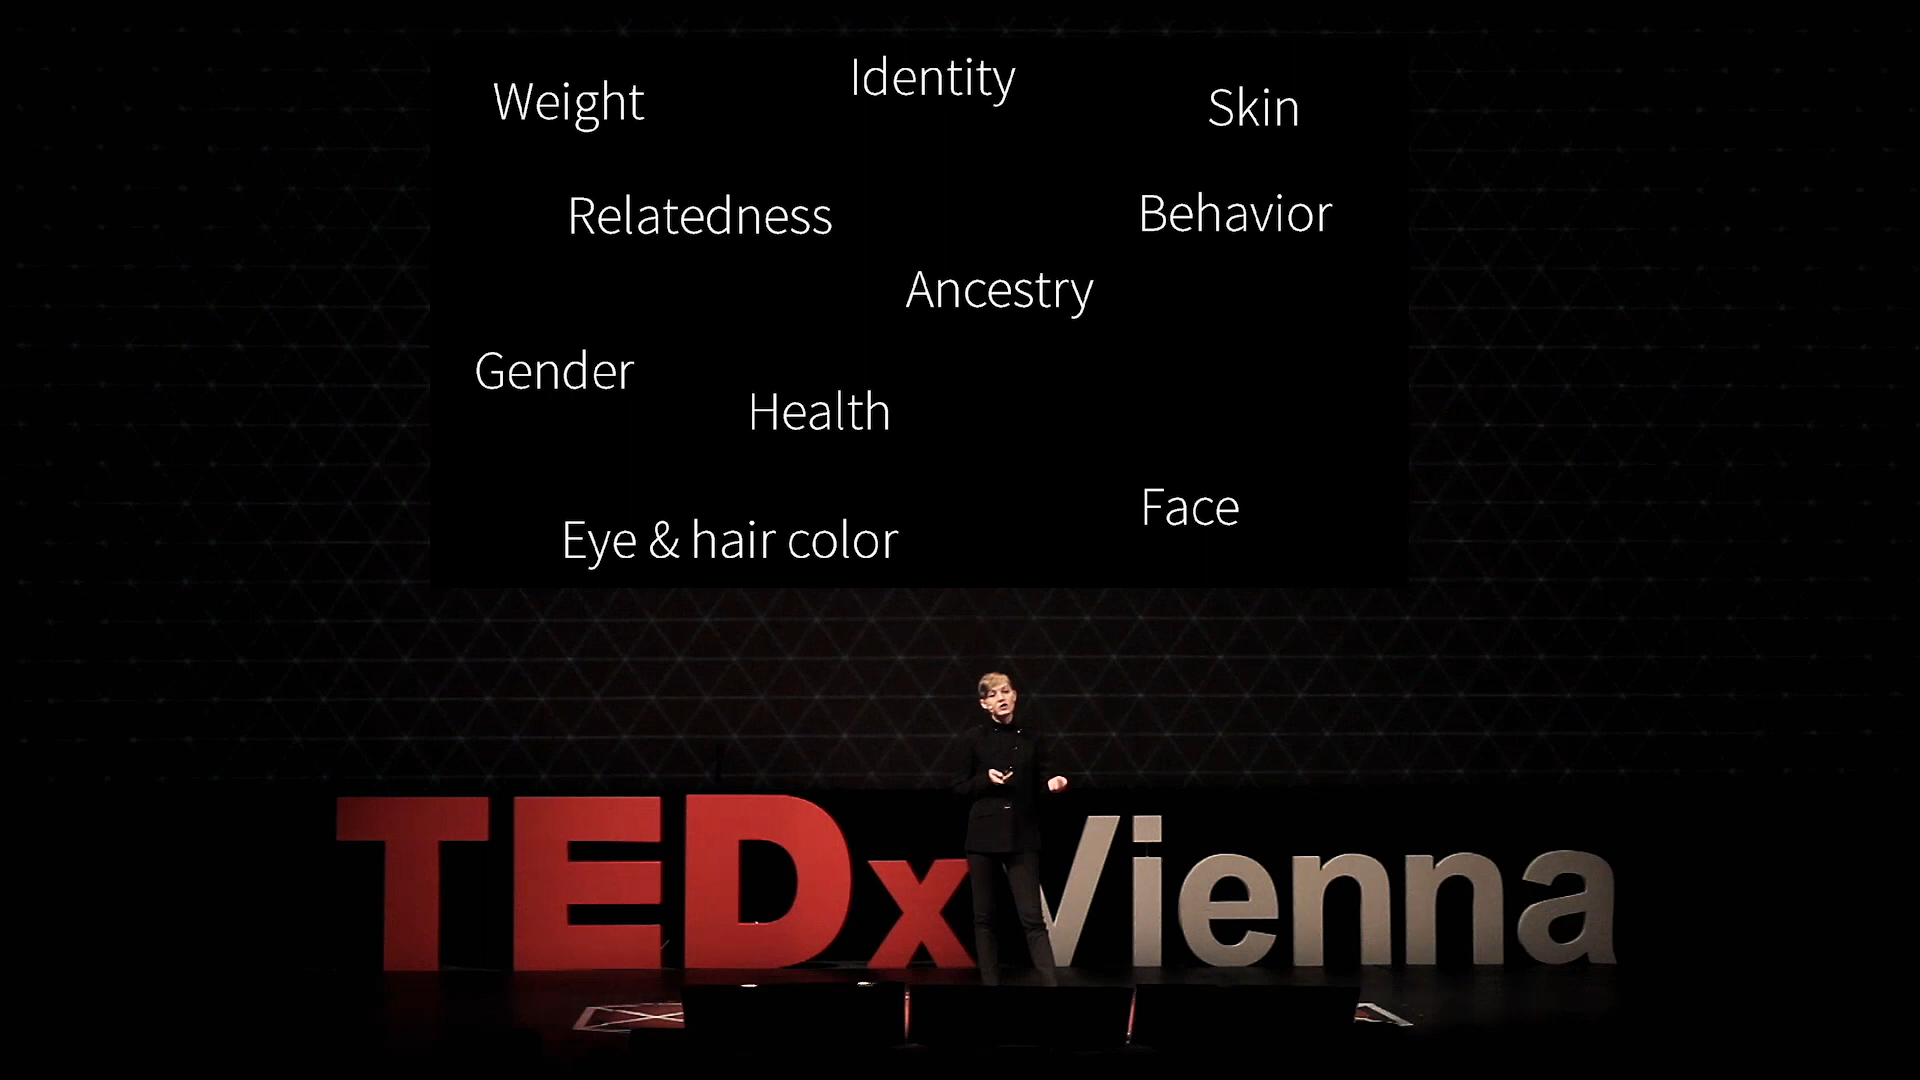 Identity
Weight
Skin
Relatedness
Behavior
Ancestry
Gender
Health
Face
Eye & hair color
TEDxVienna